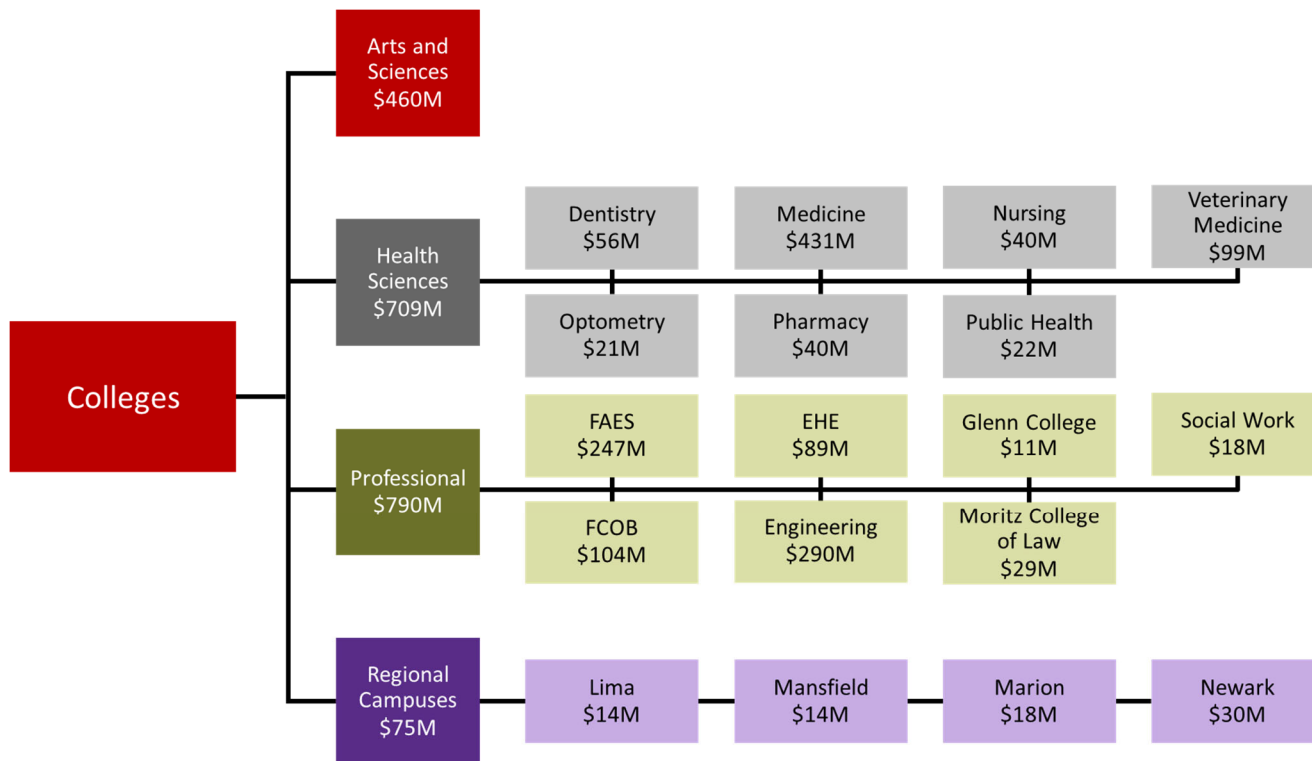 Colleges
Arts and
Sciences
$460M
Health
Sciences
$709M
Dentistry
$56M
Medicine
$431M
Nursing
$40M
Veterinary
Medicine
$99M
Optometry
$21M
Pharmacy
$40M
Public Health
$22M
Professional
$790M
FAES
$247M
EHE
$89M
Glenn College
$11M
Social Work
$18M
FCOB
$104M
Engineering
$290M
Moritz College
of Law
$29M
Regional
Campuses
$75M
Lima
$14M
Mansfield
$14M
Marion
$18M
Newark
$30M